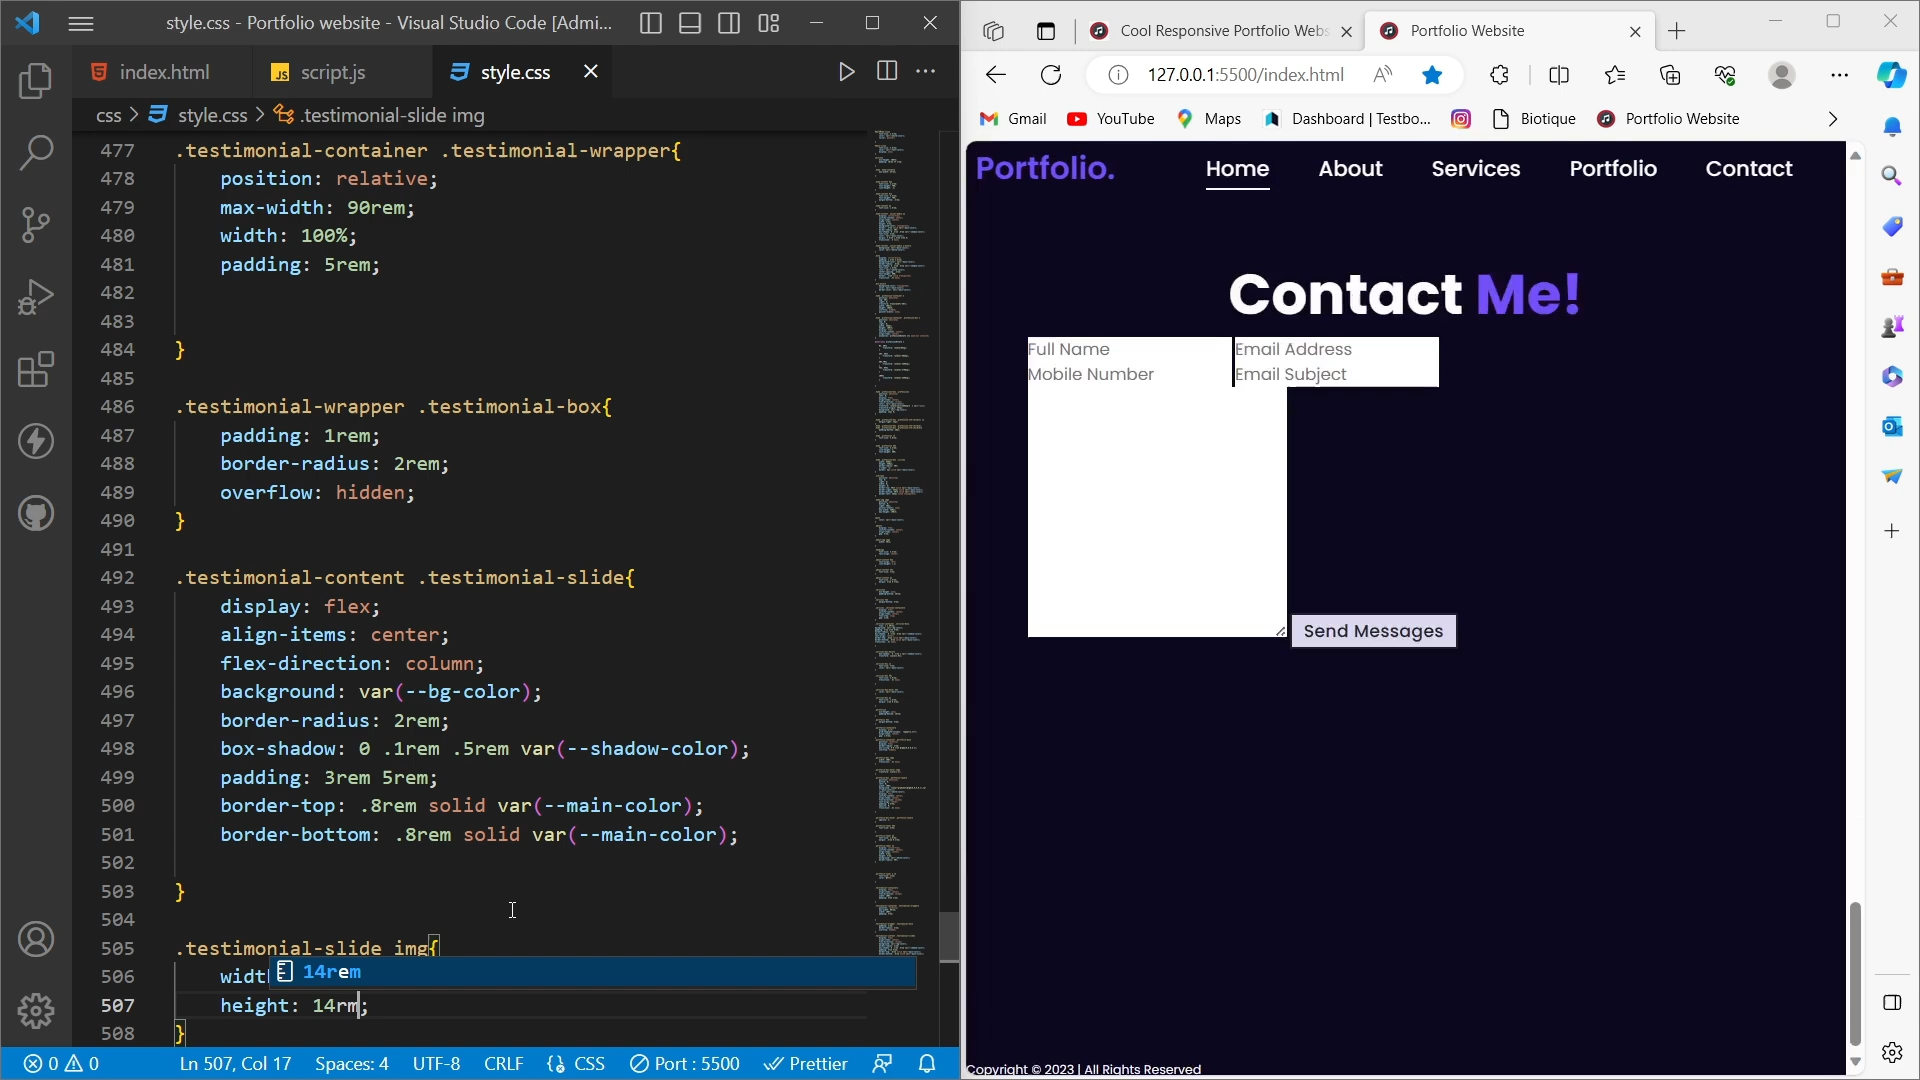 style.css - Portfolio website - Visual Studio Code [Admi...
index.html
JS script.js
style.css
css > style.css > .testimonial-slide img
477 .testimonial-container .testimonial-wrapper{
478 position: relative;
479 max-width: 90rem;
480 width: 100%;
481 padding: 5rem;
482
483
484 }
485
486 .testimonial-wrapper .testimonial-box{
487 padding: 1rem;
488 border-radius: 2rem;
489 overflow: hidden;
490 }
491
492 .testimonial-content .testimonial-slide{
493 display: flex;
494 align-items: center;
495 flex-direction: column;
496 background: var(--bg-color);
497 border-radius: 2rem;
498 box-shadow: 0 .1rem .5rem var(--shadow-color);
499 padding: 3rem 5rem;
500 border-top: .8rem solid var(--main-color);
501 border-bottom: .8rem solid var(--main-color);
502
503 }
504
505 .testimonial-slide img{
506 widt
14rem
507 height: 14rm;
508 }
0 0 Ln 507, Col 17 Spaces: 4 UTF-8 CRLF {} CSS Port : 5500 Prettier
Cool Responsive Portfolio Webs
Portfolio Website
127.0.0.1:5500/index.html
Gmail YouTube Maps Dashboard | Testbo... Biotique Portfolio Website
Portfolio. Home About Services Portfolio Contact
Contact Me!
Full Name Email Address
Mobile Number Email Subject
Send Messages
Copyright © 2023 | All Rights Reserved